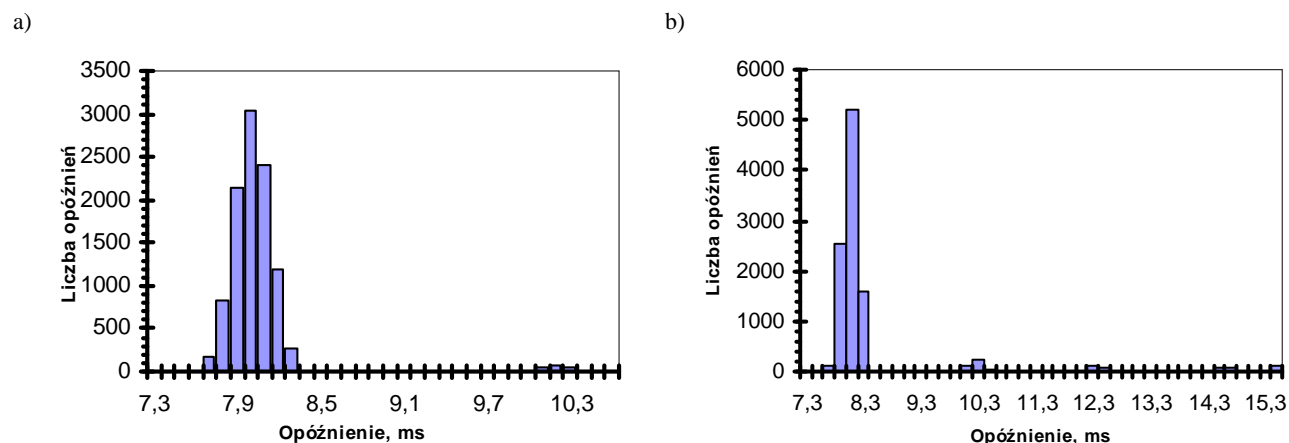 a)
b)
3500
3000
2500
2000
1500
1000
500
0
Liczba opóźnień
7,3 7,9 8,5 9,1 9,7 10,3
Opóźnienie, ms
6000
5000
4000
3000
2000
1000
0
Liczba opóźnień
7,3 8,3 9,3 10,3 11,3 12,3 13,3 14,3 15,3
Opóźnienie, ms